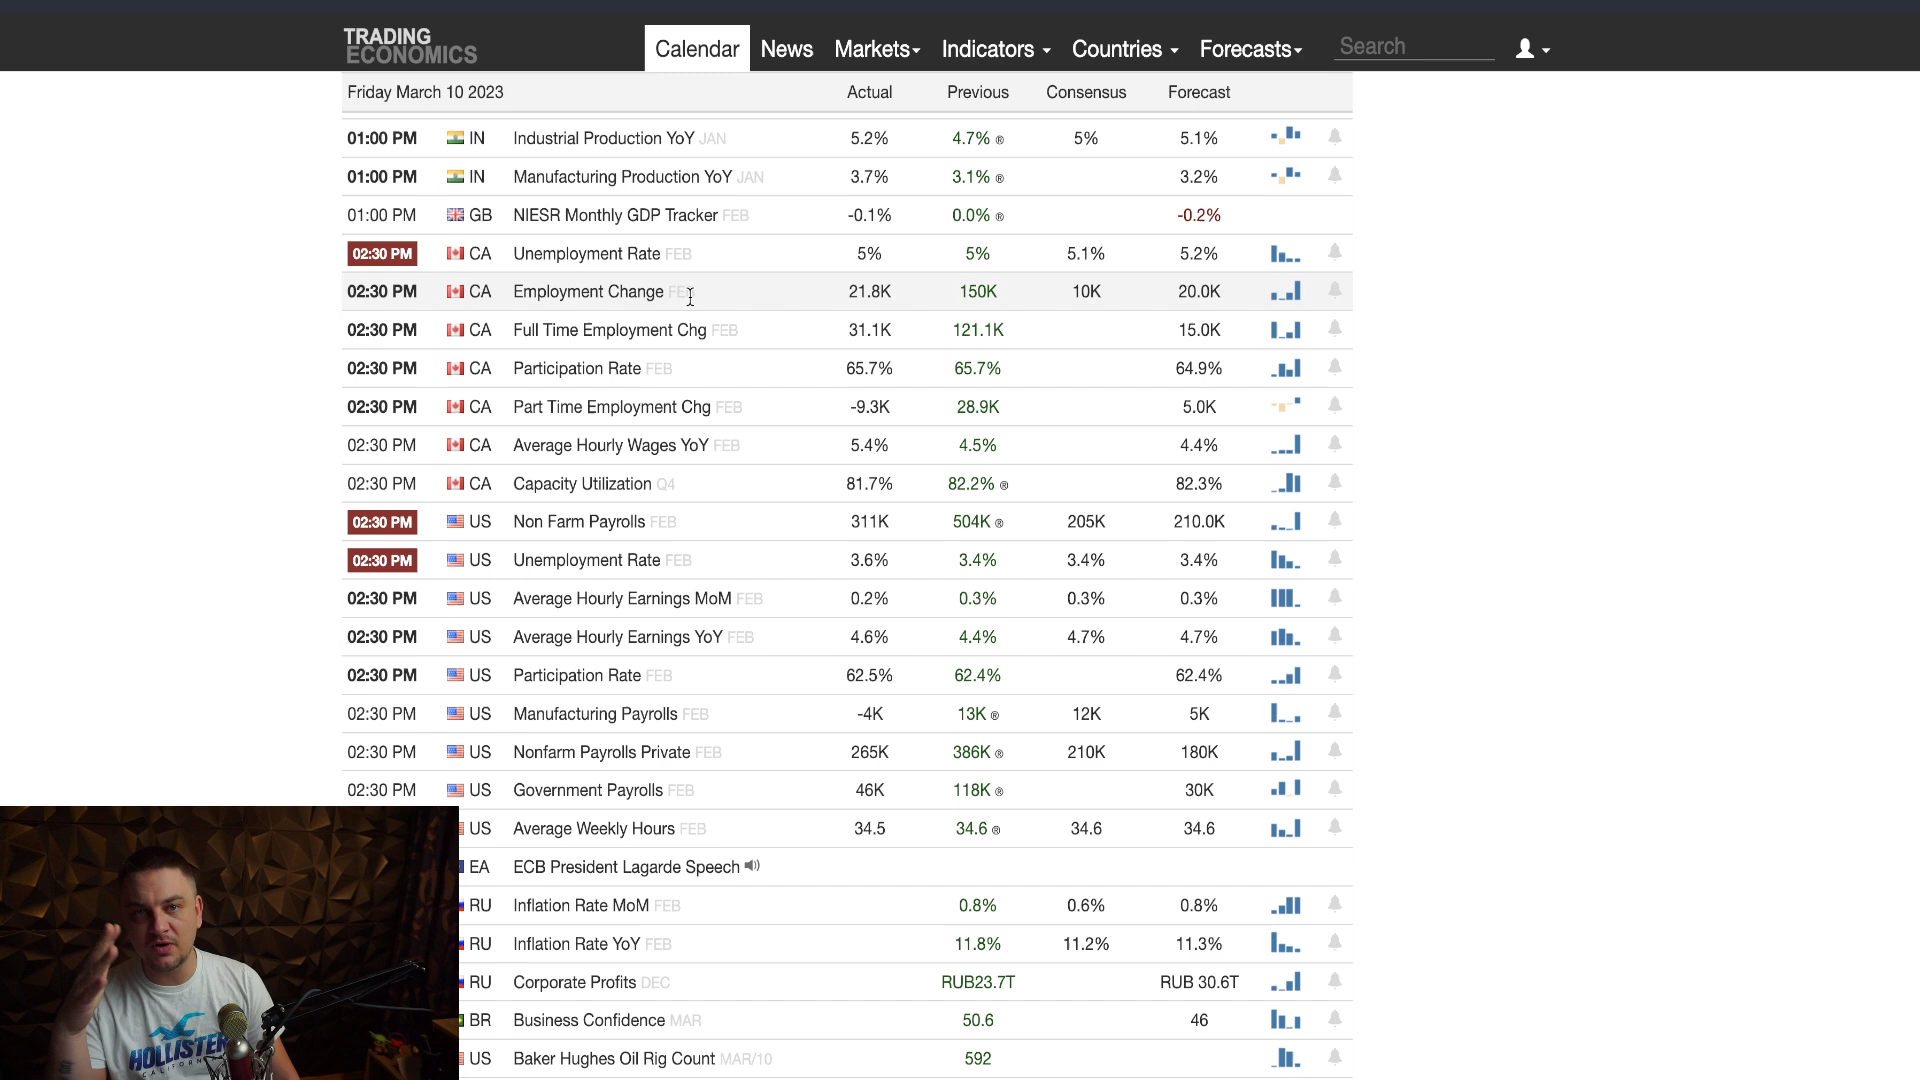 TRADING
ECONOMICS
Calendar News Markets Indicators Countries Forecasts Search
Friday March 10 2023 Actual Previous Consensus Forecast
01:00 PM IN Industrial Production YoY JAN 5.2% 4.7% ® 5% 5.1%
01:00 PM IN Manufacturing Production YoY JAN 3.7% 3.1% ® 3.2%
01:00 PM GB NIESR Monthly GDP Tracker FEB -0.1% 0.0% ® -0.2%
02:30 PM CA Unemployment Rate FEB 5% 5% 5.1% 5.2%
02:30 PM CA Employment Change 21.8K 150K 10K 20.0K
02:30 PM CA Full Time Employment Chg FEB 31.1K 121.1K 15.0K
02:30 PM CA Participation Rate FEB 65.7% 65.7% 64.9%
02:30 PM CA Part Time Employment Chg FEB -9.3K 28.9K 5.0K
02:30 PM CA Average Hourly Wages YoY FEB 5.4% 4.5% 4.4%
02:30 PM CA Capacity Utilization Q4 81.7% 82.2% ® 82.3%
02:30 PM US Non Farm Payrolls FEB 311K 504K ® 205K 210.0K
02:30 PM US Unemployment Rate FEB 3.6% 3.4% 3.4% 3.4%
02:30 PM US Average Hourly Earnings MoM FEB 0.2% 0.3% 0.3% 0.3%
02:30 PM US Average Hourly Earnings YoY FEB 4.6% 4.4% 4.7% 4.7%
02:30 PM US Participation Rate FEB 62.5% 62.4% 62.4%
02:30 PM US Manufacturing Payrolls FEB -4K 13K ® 12K 5K
02:30 PM US Nonfarm Payrolls Private FEB 265K 386K ® 210K 180K
02:30 PM US Government Payrolls FEB 46K 118K ® 30K
US Average Weekly Hours FEB 34.5 34.6 ® 34.6 34.6
EA ECB President Lagarde Speech
RU Inflation Rate MoM FEB 0.8% 0.6% 0.8%
RU Inflation Rate YoY FEB 11.8% 11.2% 11.3%
RU Corporate Profits DEC RUB23.7T RUB 30.6T
BR Business Confidence MAR 50.6 46
US Baker Hughes Oil Rig Count MAR/10 592
HOLLISTER